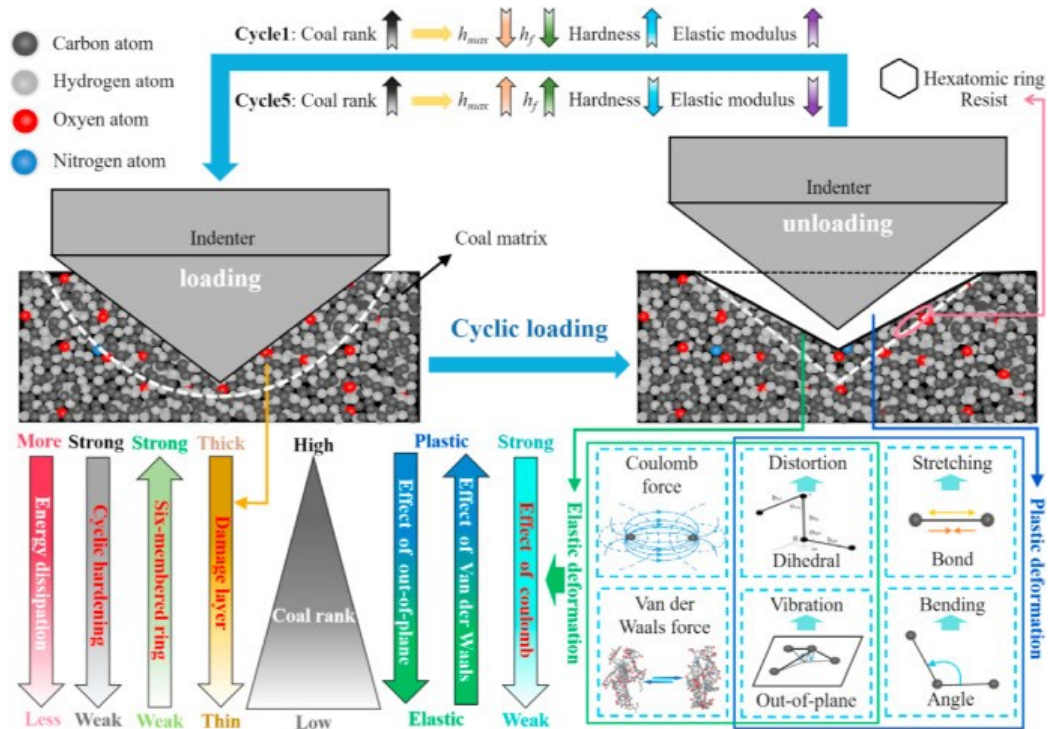 Carbon atom
Hydrogen atom
Oxyen atom
Nitrogen atom
Cycle1: Coal rank h_max h_f Hardness Elastic modulus
Cycle5: Coal rank h_max h_f Hardness Elastic modulus
Hexatomic ring
Resist
Indenter
loading
Coal matrix
Indenter
unloading
Cyclic loading
More
Energy dissipation
Less
Strong
Cyclic hardening
Weak
Strong
Six-membered ring
Weak
Thick
Damage layer
Thin
High
Coal rank
Low
Plastic
Effect of out-of-plane
Effect of Van der Waals
Elastic
Strong
Effect of coulomb
Weak
Elastic deformation
Coulomb
force
Distortion
Dihedral
Stretching
Bond
Van der
Waals force
Vibration
Out-of-plane
Bending
Angle
Plastic deformation